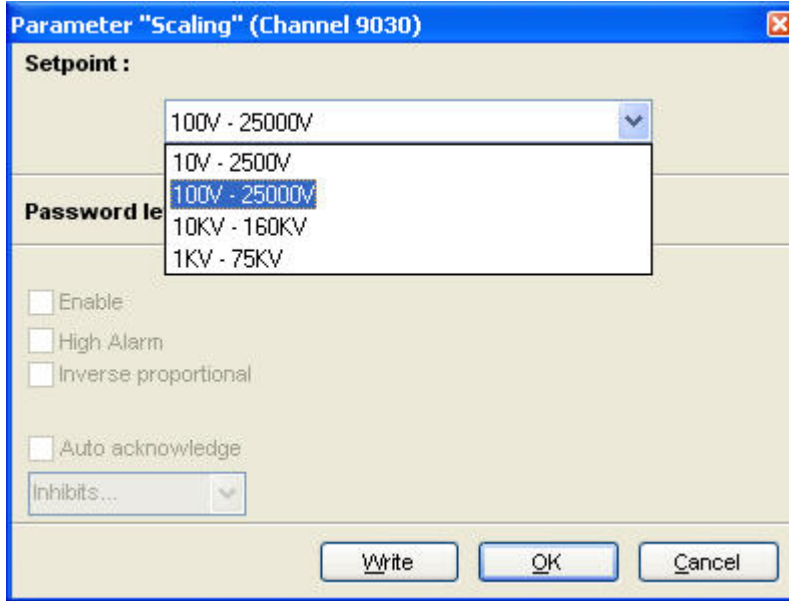 Parameter "Scaling" (Channel 9030)
Setpoint :
100V - 25000V
10V - 2500V
100V - 25000V
10KV - 160KV
1KV - 75KV
Password le
Enable
High Alarm
Inverse proportional
Auto acknowledge
Inhibits...
Write
OK
Cancel